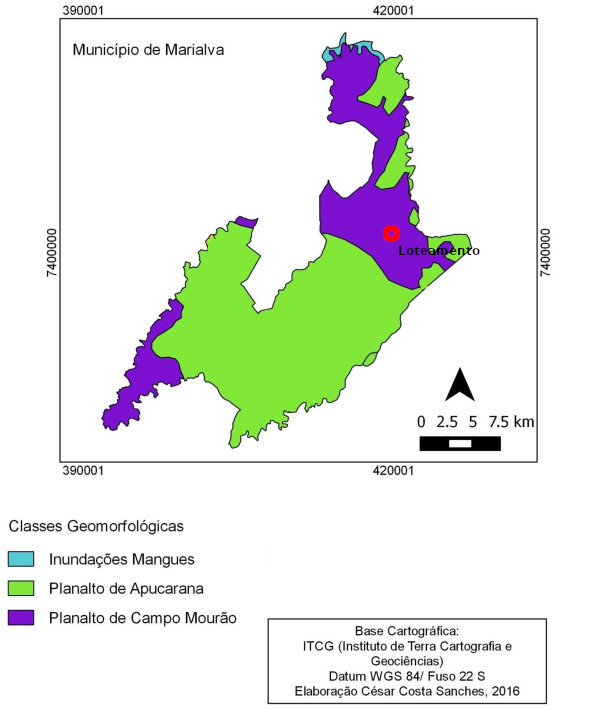 390001 420001
Município de Marialva
7400000 7400000
Loteamento
0 2.5 5 7.5 km
390001 420001
Classes Geomorfológicas
Inundações Mangues
Planalto de Apucarana
Planalto de Campo Mourão
Base Cartográfica:
ITCG (Instituto de Terra Cartografia e
Geociências)
Datum WGS 84/ Fuso 22 S
Elaboração César Costa Sanches, 2016